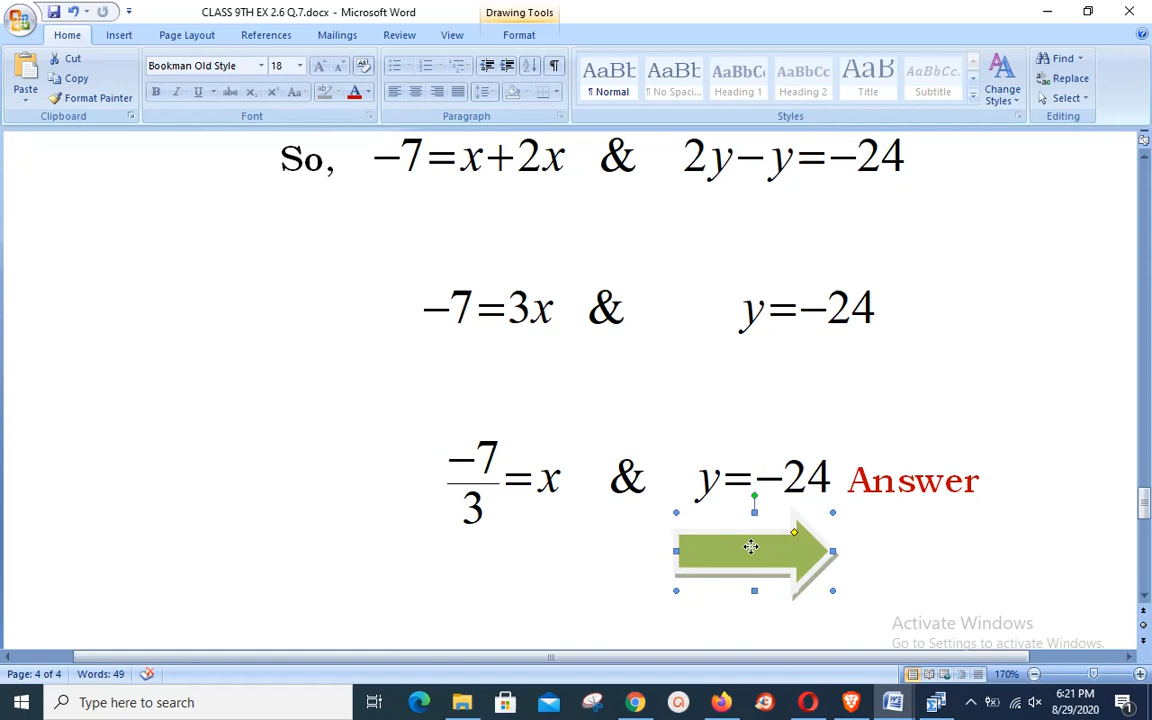 CLASS 9TH EX 2.6 Q.7.docx - Microsoft Word
Drawing Tools
Home Insert Page Layout References Mailings Review View Format
Paste
Cut
Copy
Format Painter
Clipboard
Bookman Old Style 18
Font
Paragraph
AaBb AaBb AaBbC AaBbCc AaB AaBbCc.
¶ Normal ¶ No Spaci... Heading 1 Heading 2 Title Subtitle
Change Styles
Styles
Find
Replace
Select
Editing
So, −7=x+2x & 2y−y=−24
−7=3x & y=−24
−7/3=x & y=−24 Answer
Activate Windows
Go to Settings to activate Windows.
Page: 4 of 4 Words: 49 170%
Type here to search
6:21 PM
8/29/2020
1